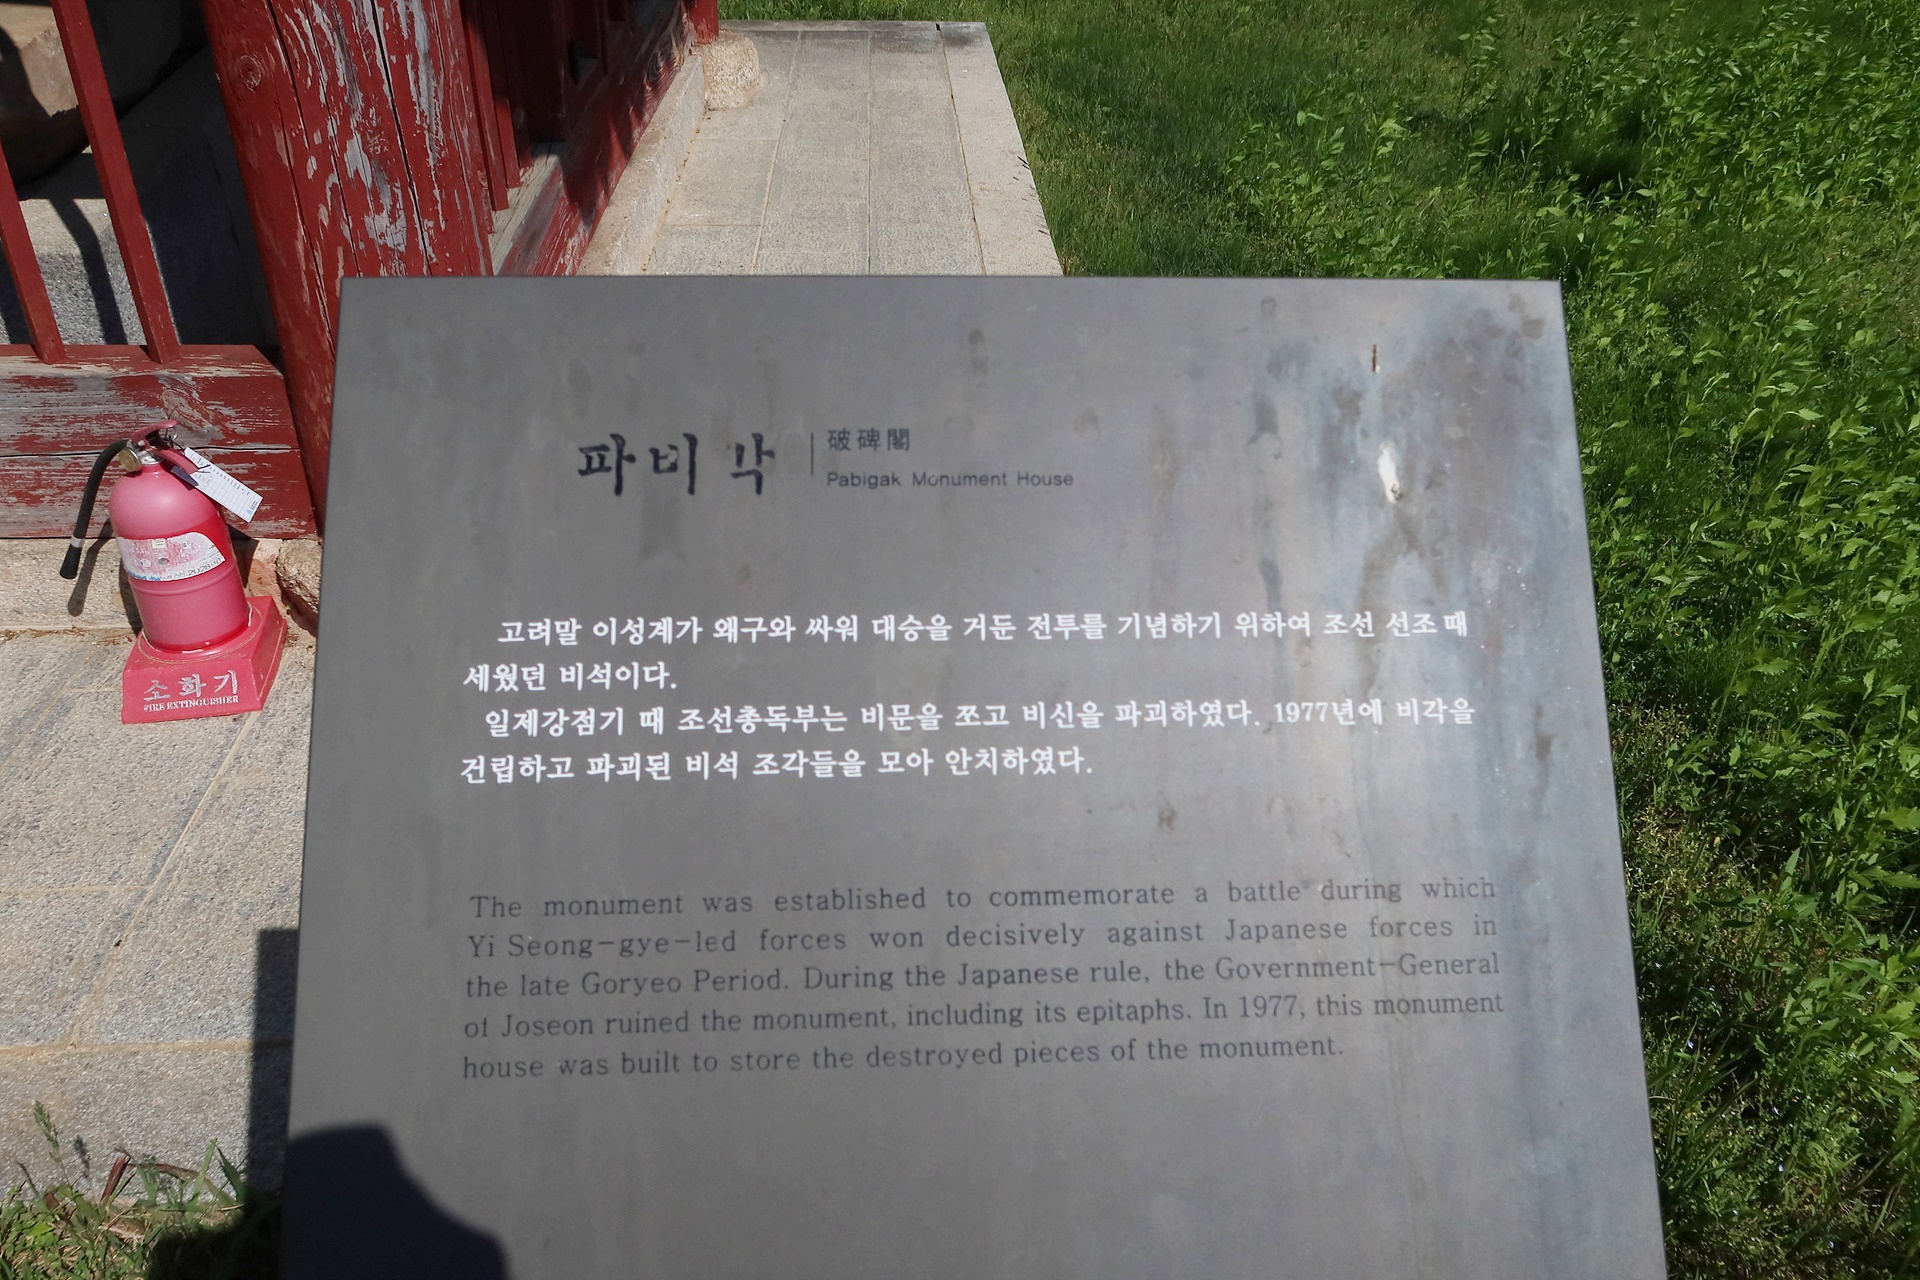 파비각
破碑閣
Pabigak Monument House
고려말 이성계가 왜구와 싸워 대승을 거둔 전투를 기념하기 위하여 조선 선조 때
세웠던 비석이다.
일제강점기 때 조선총독부는 비문을 쪼고 비신을 파괴하였다. 1977년에 비각을
건립하고 파괴된 비석 조각들을 모아 안치하였다.
The monument was established to commemorate a battle during which
Yi Seong-gye-led forces won decisively against Japanese forces in
the late Goryeo Period. During the Japanese rule, the Government-General
of Joseon ruined the monument, including its epitaphs. In 1977, this monument
house was built to store the destroyed pieces of the monument.
소화기
FIRE EXTINGUISHER